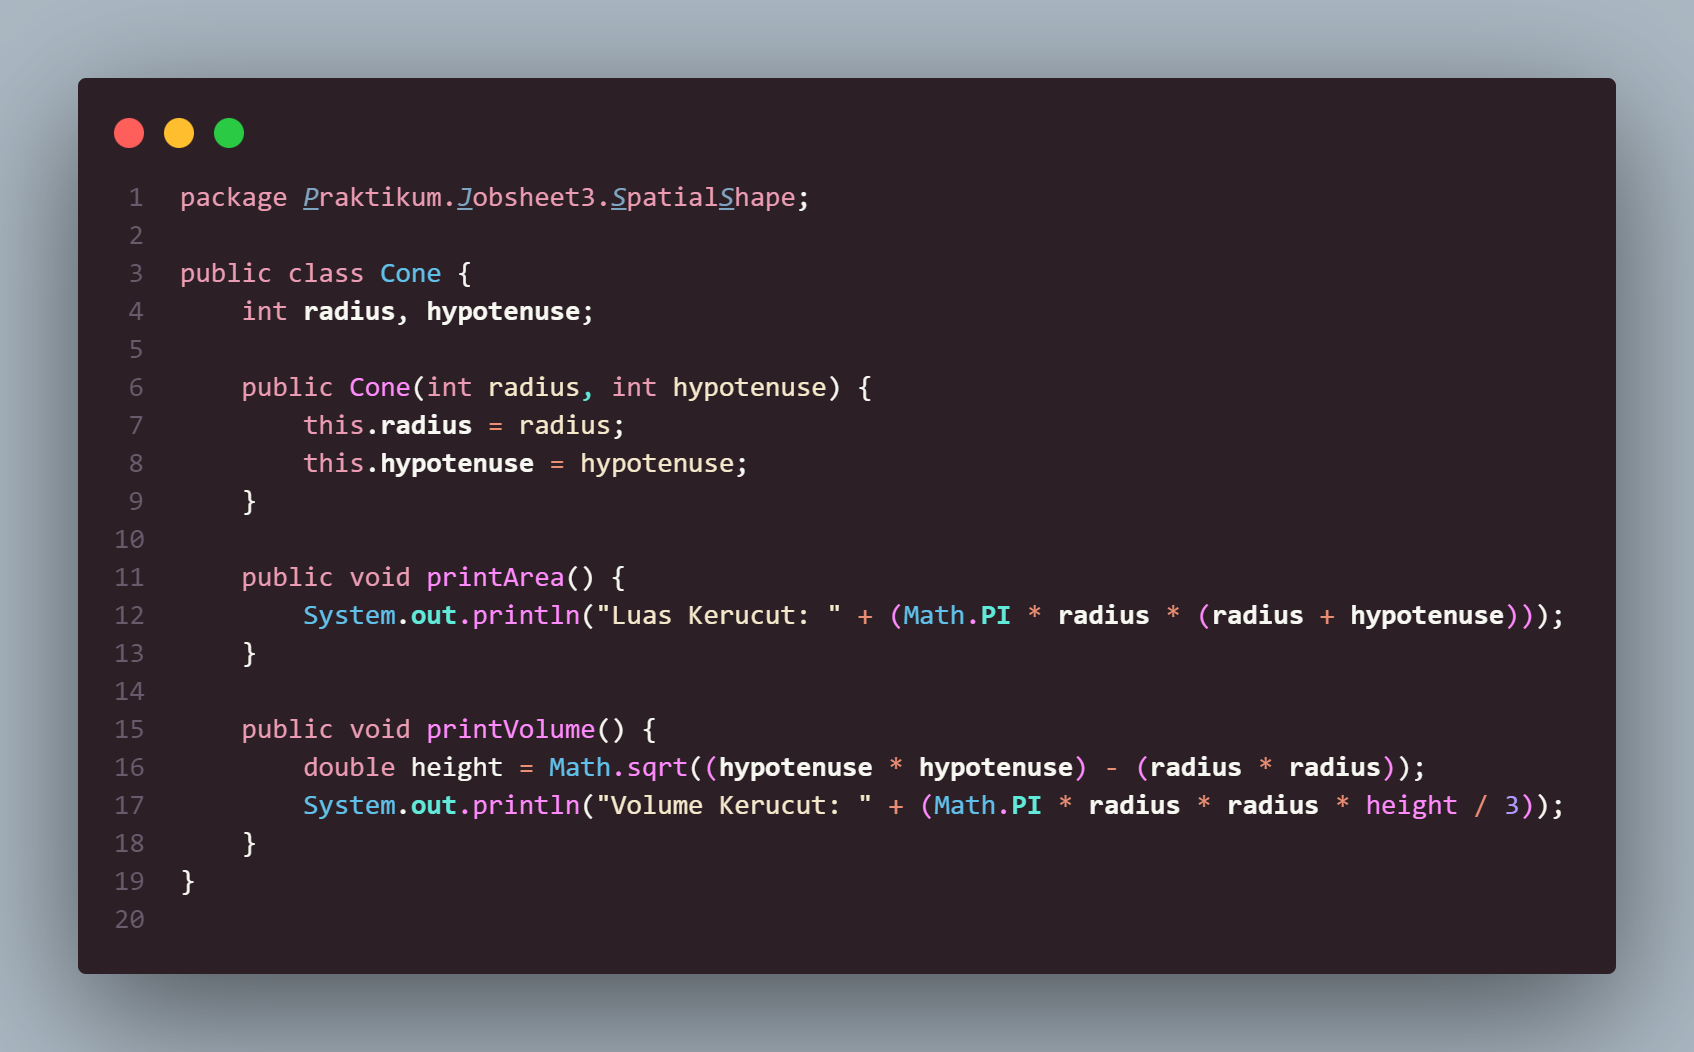 1 package Praktikum.Jobsheet3.SpatialShape;
2
3 public class Cone {
4     int radius, hypotenuse;
5
6     public Cone(int radius, int hypotenuse) {
7         this.radius = radius;
8         this.hypotenuse = hypotenuse;
9     }
10
11     public void printArea() {
12         System.out.println("Luas Kerucut: " + (Math.PI * radius * (radius + hypotenuse)));
13     }
14
15     public void printVolume() {
16         double height = Math.sqrt((hypotenuse * hypotenuse) - (radius * radius));
17         System.out.println("Volume Kerucut: " + (Math.PI * radius * radius * height / 3));
18     }
19 }
20